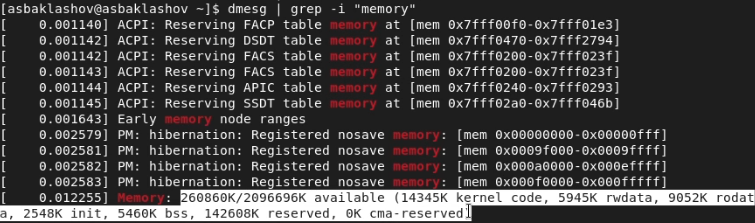 [asbaklashov@asbaklashov ~]$ dmesg | grep -i "memory"
[    0.001140] ACPI: Reserving FACP table memory at [mem 0x7fff00f0-0x7fff01e3]
[    0.001142] ACPI: Reserving DSDT table memory at [mem 0x7fff0470-0x7fff2794]
[    0.001142] ACPI: Reserving FACS table memory at [mem 0x7fff0200-0x7fff023f]
[    0.001143] ACPI: Reserving FACS table memory at [mem 0x7fff0200-0x7fff023f]
[    0.001144] ACPI: Reserving APIC table memory at [mem 0x7fff0240-0x7fff0293]
[    0.001145] ACPI: Reserving SSDT table memory at [mem 0x7fff02a0-0x7fff046b]
[    0.001643] Early memory node ranges
[    0.002579] PM: hibernation: Registered nosave memory: [mem 0x00000000-0x00000fff]
[    0.002581] PM: hibernation: Registered nosave memory: [mem 0x0009f000-0x0009ffff]
[    0.002582] PM: hibernation: Registered nosave memory: [mem 0x000a0000-0x000effff]
[    0.002583] PM: hibernation: Registered nosave memory: [mem 0x000f0000-0x000fffff]
[    0.012255] Memory: 260860K/2096696K available (14345K kernel code, 5945K rwdata, 9052K rodat
a, 2548K init, 5460K bss, 142608K reserved, 0K cma-reserved)